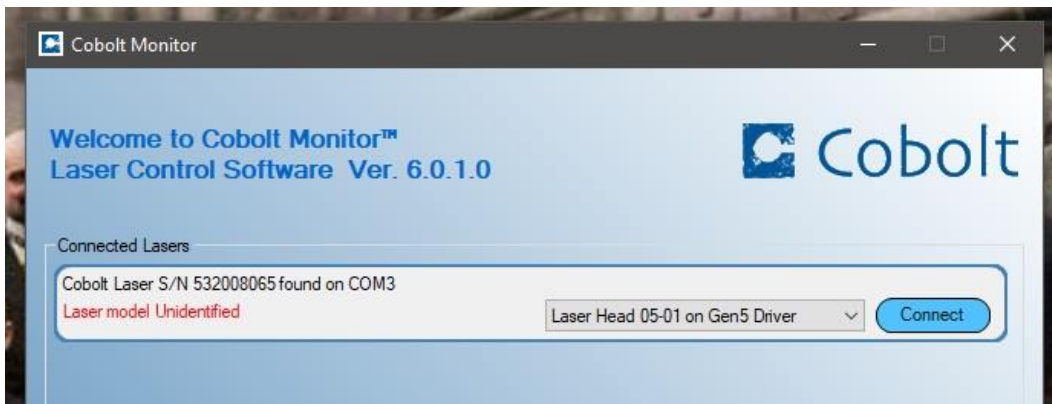 Cobolt Monitor
Welcome to Cobolt Monitor™
Laser Control Software Ver. 6.0.1.0
Cobolt
Connected Lasers
Cobolt Laser S/N 532008065 found on COM3
Laser model Unidentified
Laser Head 05-01 on Gen5 Driver
Connect